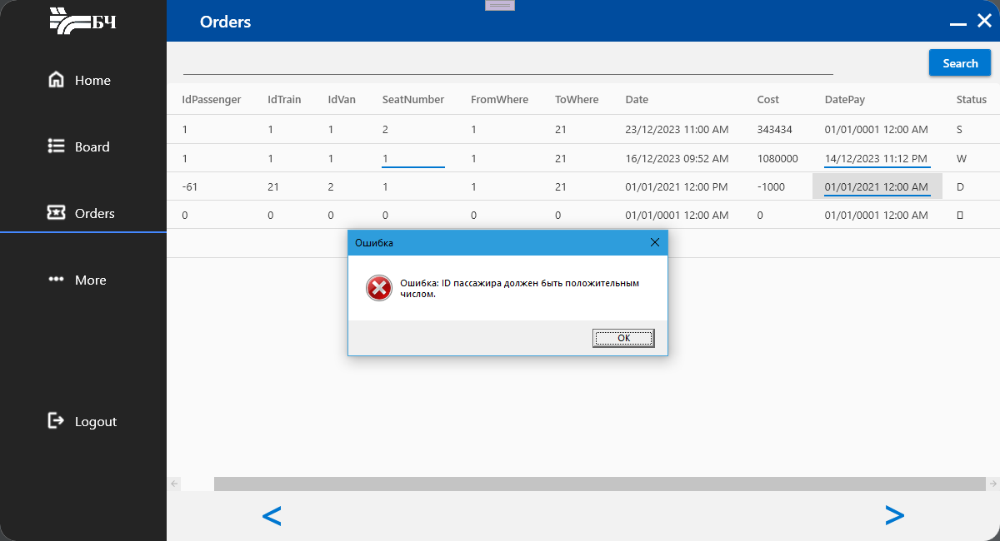 БЧ
Orders
Home
Board
Orders
More
Logout
Search
IdPassenger IdTrain IdVan SeatNumber FromWhere ToWhere Date Cost DatePay Status
1 1 1 2 1 21 23/12/2023 11:00 AM 343434 01/01/0001 12:00 AM S
1 1 1 1 1 21 16/12/2023 09:52 AM 1080000 14/12/2023 11:12 PM W
-61 21 2 1 1 21 01/01/2021 12:00 PM -1000 01/01/2021 12:00 AM D
0 0 0 0 0 0 01/01/0001 12:00 AM 0 01/01/0001 12:00 AM
Ошибка
Ошибка: ID пассажира должен быть положительным
числом.
OK
< >